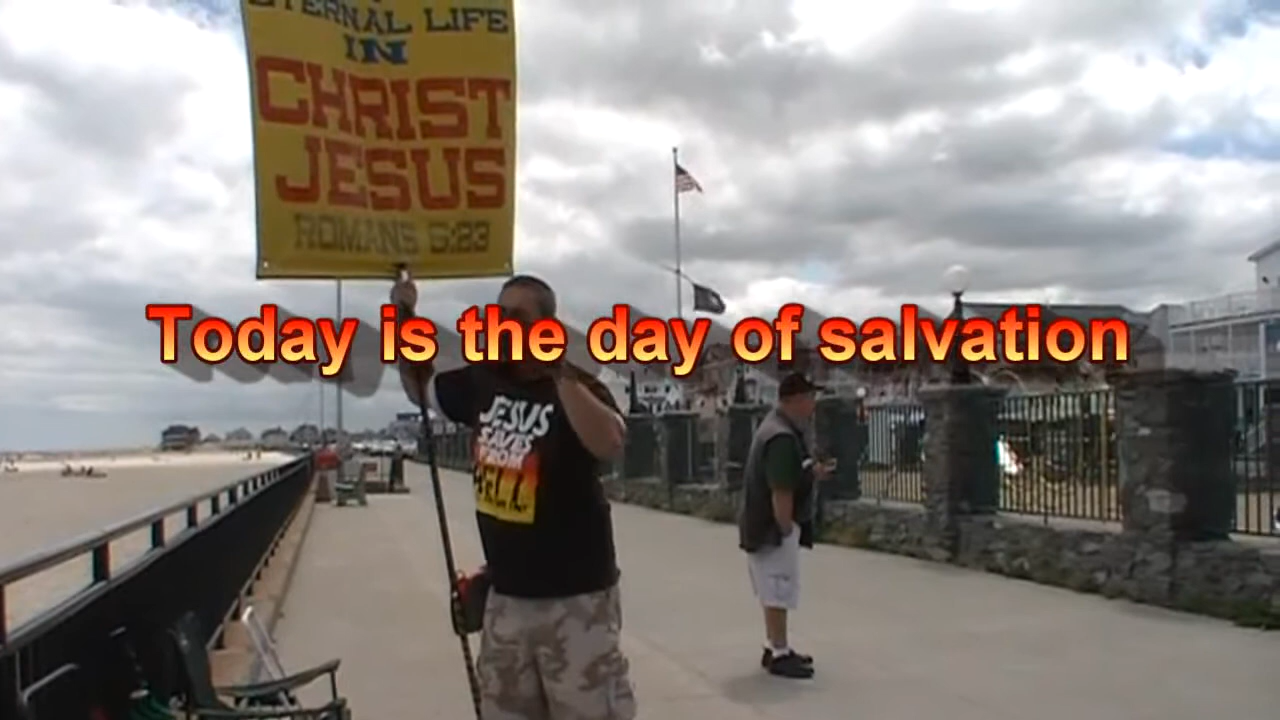 ETERNAL LIFE
IN
CHRIST
JESUS
ROMANS 6:23
Today is the day of salvation
JESUS
SAVES
FROM
HELL